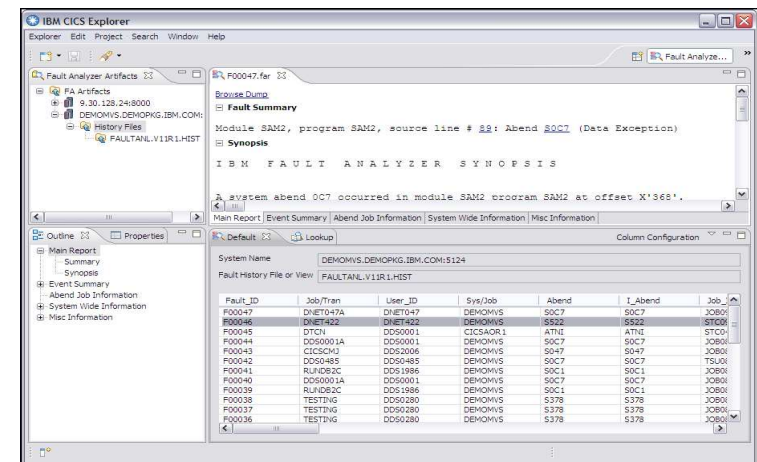 IBM CICS Explorer
Explorer Edit Project Search Window Help
Fault Analyze...
Fault Analyzer Artifacts
FA Artifacts
9.30.128.24:8000
DEMOMVS.DEMOPKG.IBM.COM:
History Files
FAULTANL.V11R1.HIST
F00047.far
Browse Dump
Fault Summary
Module SAM2, program SAM2, source line # 89: Abend S0C7 (Data Exception)
Synopsis
I B M F A U L T A N A L Y Z E R S Y N O P S I S
A system abend 0C7 occurred in module SAM2 program SAM2 at offset X'368'.
Main Report Event Summary Abend Job Information System Wide Information Misc Information
Outline Properties
Main Report
Summary
Synopsis
Event Summary
Abend Job Information
System Wide Information
Misc Information
Default Lookup Column Configuration
System Name DEMOMVS.DEMOPKG.IBM.COM:5124
Fault History File or View FAULTANL.V11R1.HIST
Fault_ID Job/Tran User_ID Sys/Job Abend I_Abend
F00047 DNET047A DNET047 DEMOMVS S0C7 S0C7
F00046 DNET422 DNET422 DEMOMVS S522 S522
F00045 DTCN DDS0001 CICSAOR1 ATNI ATNI
F00044 DDS0001A DDS0001 DEMOMVS S0C7 S0C7
F00043 CICSCMJ DDS2006 DEMOMVS S047 S047
F00042 DDS0485 DDS0485 DEMOMVS S0C7 S0C7
F00041 RUNDB2C DDS1986 DEMOMVS S0C1 S0C1
F00040 DDS0001A DDS0001 DEMOMVS S0C7 S0C7
F00039 RUNDB2C DDS1986 DEMOMVS S0C1 S0C1
F00038 TESTING DDS0280 DEMOMVS S378 S378
F00037 TESTING DDS0280 DEMOMVS S378 S378
F00036 TESTING DDS0280 DEMOMVS S378 S378